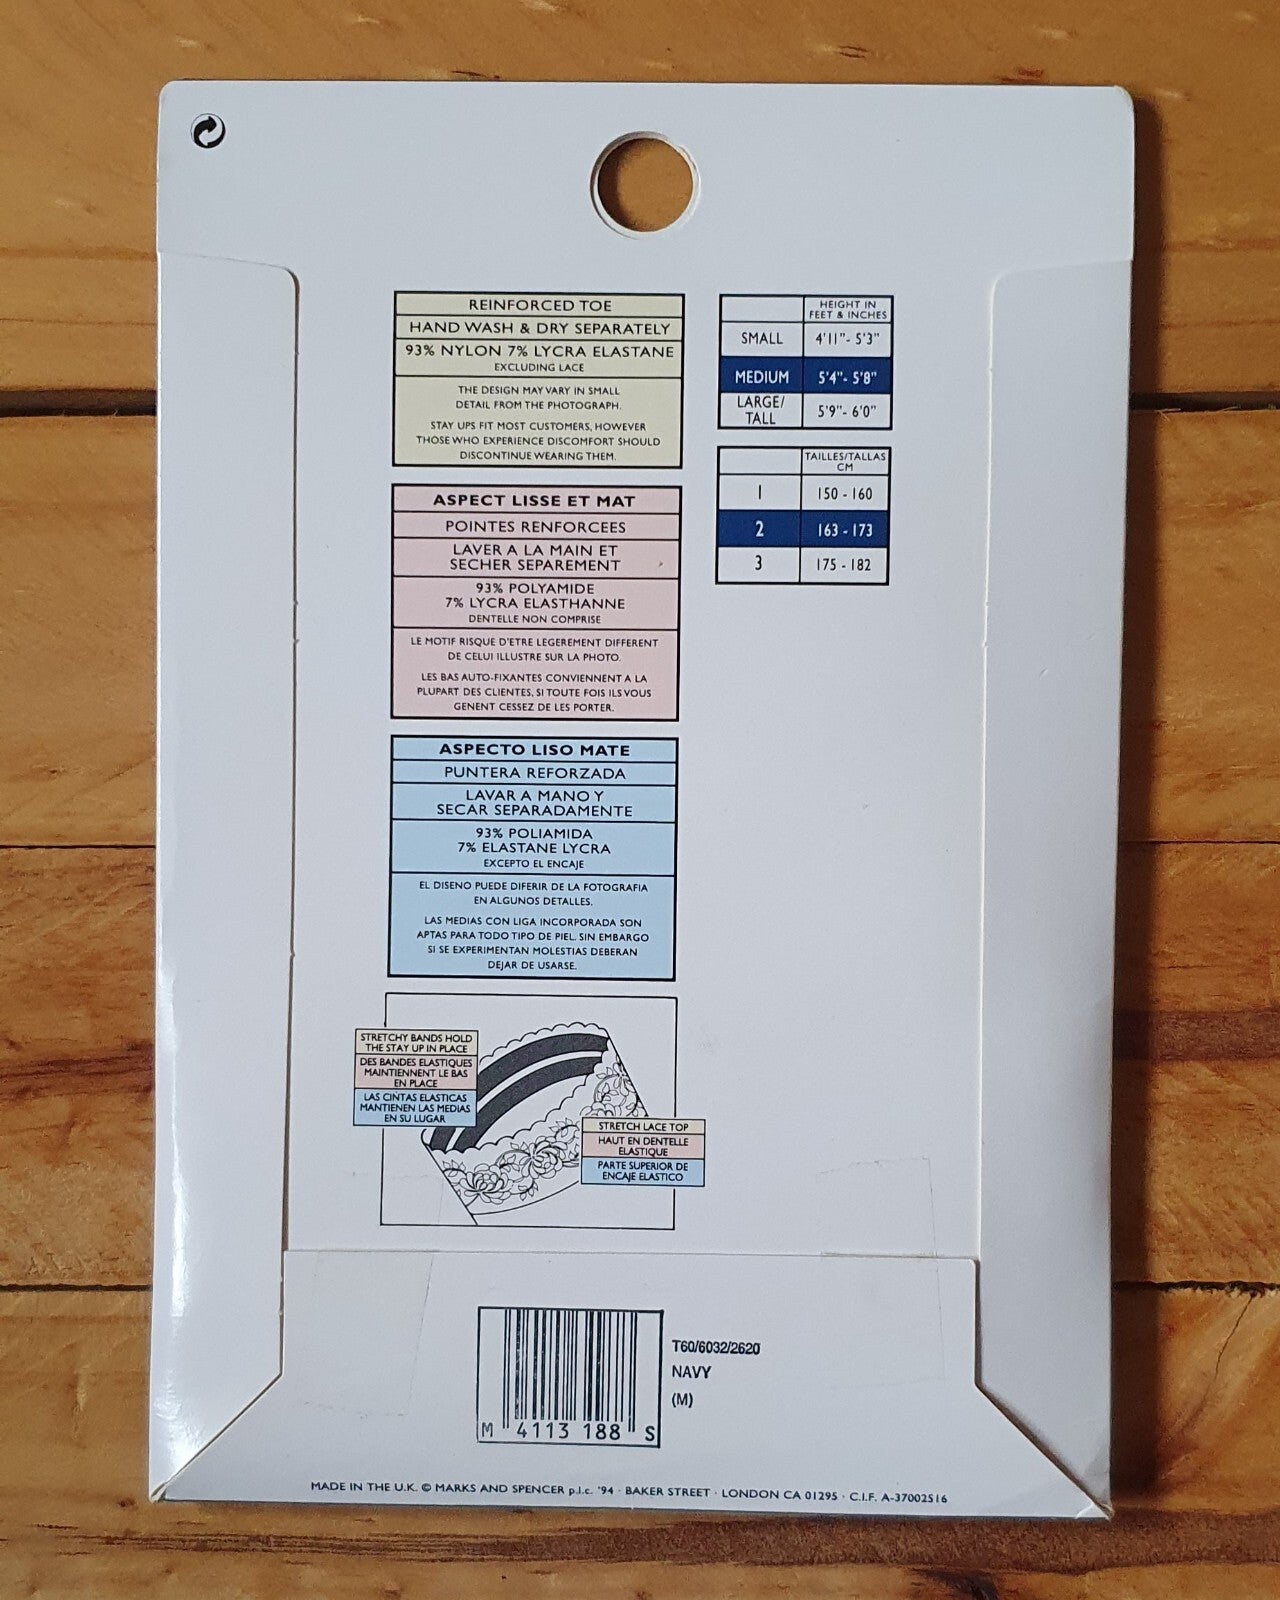 REINFORCED TOE
HAND WASH & DRY SEPARATELY
93% NYLON 7% LYCRA ELASTANE
EXCLUDING LACE
THE DESIGN MAY VARY IN SMALL
DETAIL FROM THE PHOTOGRAPH.
STAY UPS FIT MOST CUSTOMERS, HOWEVER
THOSE WHO EXPERIENCE DISCOMFORT SHOULD
DISCONTINUE WEARING THEM.
HEIGHT IN
FEET & INCHES
SMALL 4'11"- 5'3"
MEDIUM 5'4"- 5'8"
LARGE/
TALL 5'9"- 6'0"
TAILLES/TALLAS
CM
1 150 - 160
2 163 - 173
3 175 - 182
ASPECT LISSE ET MAT
POINTES RENFORCEES
LAVER A LA MAIN ET
SECHER SEPAREMENT
93% POLYAMIDE
7% LYCRA ELASTHANNE
DENTELLE NON COMPRISE
LE MOTIF RISQUE D'ETRE LEGEREMENT DIFFERENT
DE CELUI ILLUSTRE SUR LA PHOTO.
LES BAS AUTO-FIXANTES CONVIENNENT A LA
PLUPART DES CLIENTES, SI TOUTE FOIS ILS VOUS
GENENT CESSEZ DE LES PORTER.
ASPECTO LISO MATE
PUNTERA REFORZADA
LAVAR A MANO Y
SECAR SEPARADAMENTE
93% POLIAMIDA
7% ELASTANE LYCRA
EXCEPTO EL ENCAJE
EL DISENO PUEDE DIFERIR DE LA FOTOGRAFIA
EN ALGUNOS DETALLES.
LAS MEDIAS CON LIGA INCORPORADA SON
APTAS PARA TODO TIPO DE PIEL. SIN EMBARGO
SI SE EXPERIMENTAN MOLESTIAS DEBERAN
DEJAR DE USARSE.
STRETCHY BANDS HOLD
THE STAY UP IN PLACE
DES BANDES ELASTIQUES
MAINTIENNENT LE BAS
EN PLACE
LAS CINTAS ELASTICAS
MANTIENEN LAS MEDIAS
EN SU LUGAR
STRETCH LACE TOP
HAUT EN DENTELLE
ELASTIQUE
PARTE SUPERIOR DE
ENCAJE ELASTICO
M 4113 188 S
T60/6032/2620
NAVY
(M)
MADE IN THE U.K. © MARKS AND SPENCER p.l.c. '94 · BAKER STREET · LONDON CA 01295 · C.I.F. A-37002516